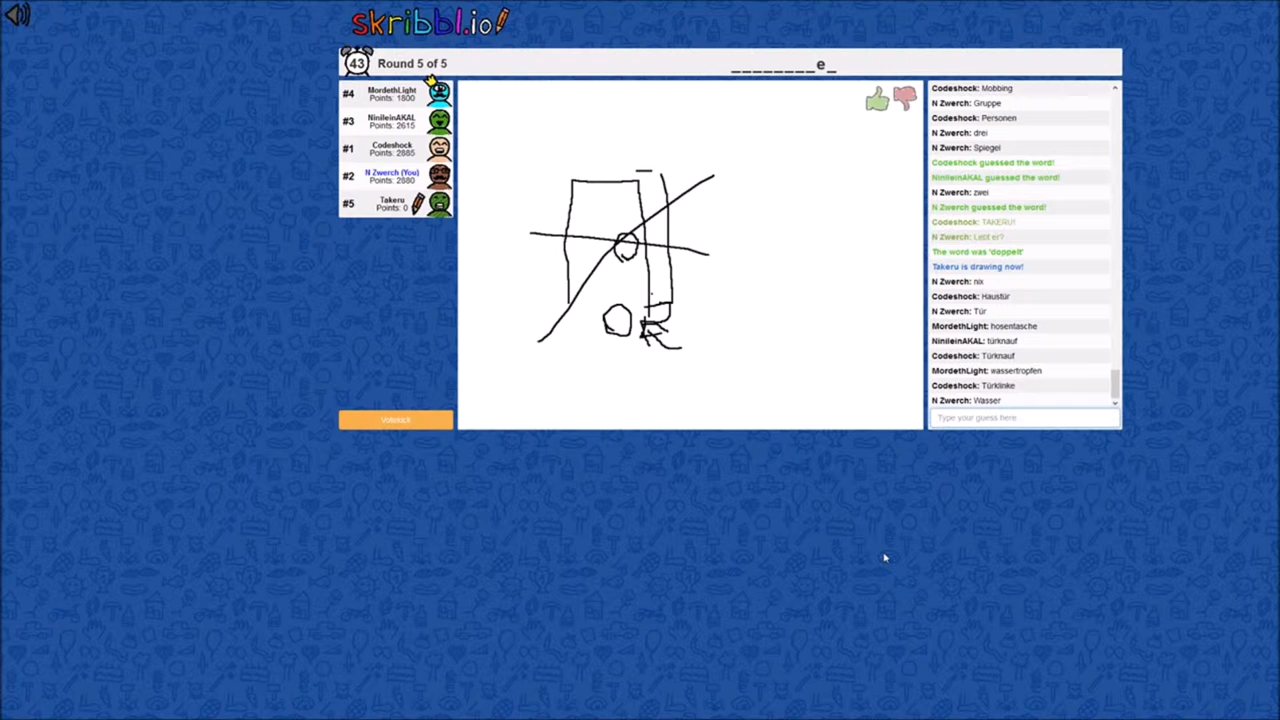 skribbl.io!
43 Round 5 of 5 ________e_
#4 MordethLight
Points: 1800
#3 NinileinAKAL
Points: 2615
#1 Codeshock
Points: 2885
#2 N Zwerch (You)
Points: 2880
#5 Takeru
Points: 0
Votekick
Codeshock: Mobbing
N Zwerch: Gruppe
Codeshock: Personen
N Zwerch: drei
N Zwerch: Spiegel
Codeshock guessed the word!
NinileinAKAL guessed the word!
N Zwerch: zwei
N Zwerch guessed the word!
Codeshock: TAKERU!
N Zwerch: Lebt er?
The word was 'doppelt'
Takeru is drawing now!
N Zwerch: nix
Codeshock: Haustür
N Zwerch: Tür
MordethLight: hosentasche
NinileinAKAL: türknauf
Codeshock: Türknauf
MordethLight: wassertropfen
Codeshock: Türklinke
N Zwerch: Wasser
Type your guess here